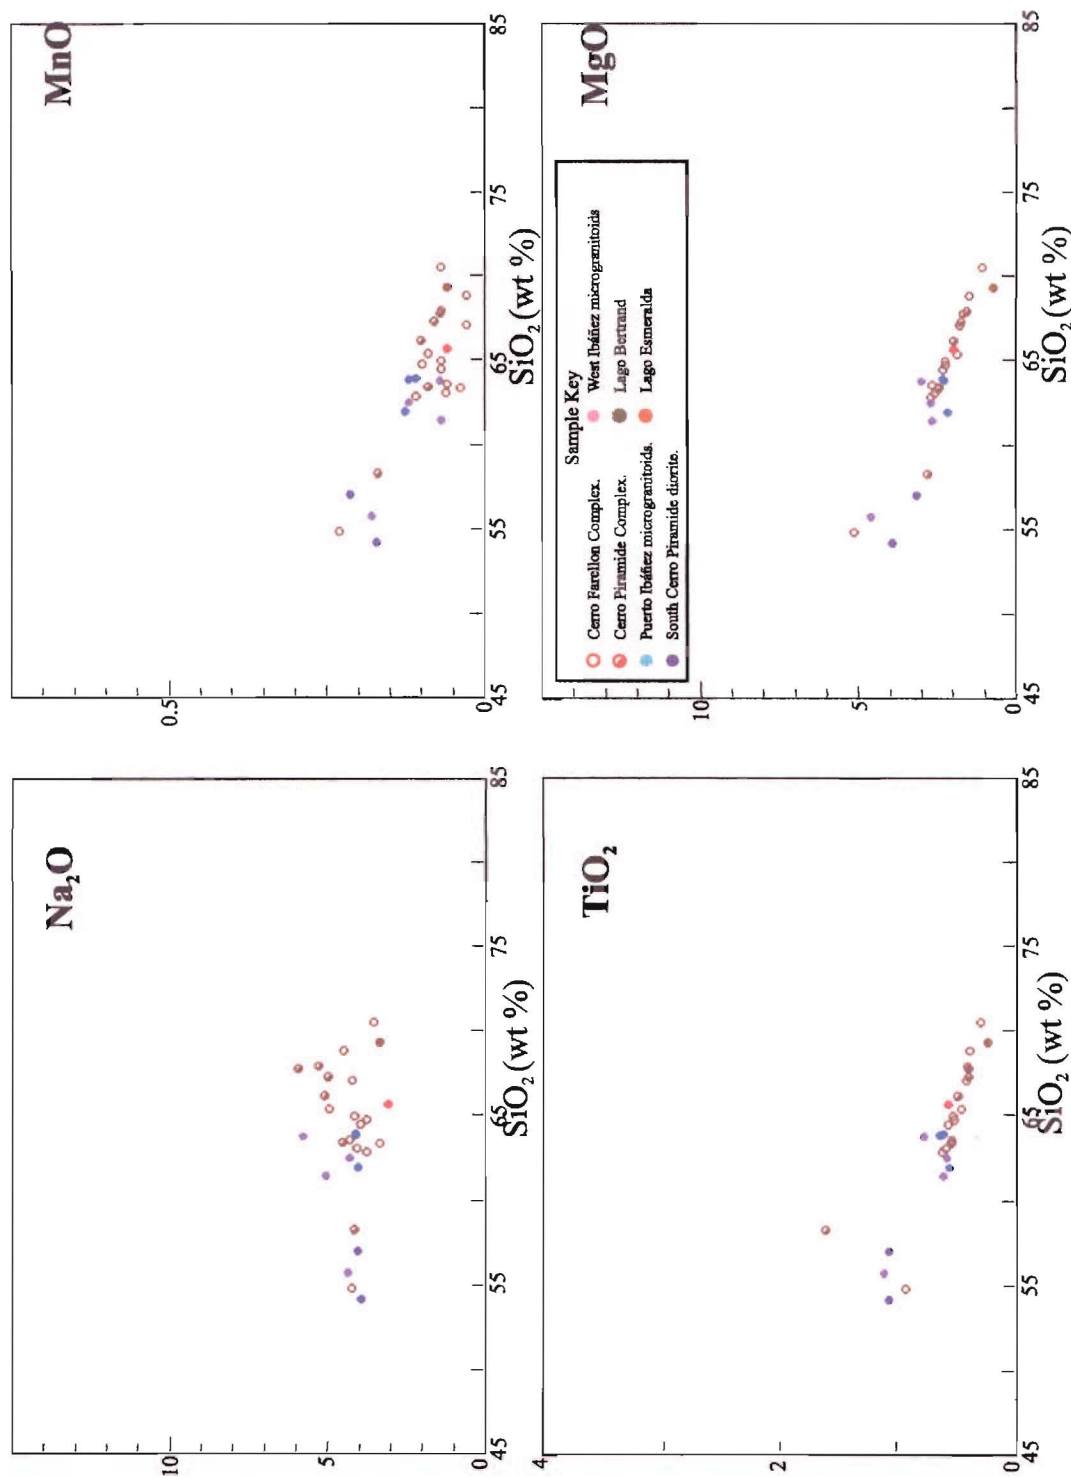 Na₂O
10
5
0
45
55
65
75
85
SiO₂ (wt %)
MnO
0.5
0
45
55
65
75
85
SiO₂ (wt %)
TiO₂
4
2
1
0
45
55
65
75
85
SiO₂ (wt %)
MgO
10
5
0
45
55
65
75
85
SiO₂ (wt %)
Sample Key
Cerro Farellon Complex.
West Ibáñez microgranitoids
Cerro Piramide Complex.
Lago Bertrand
Puerto Ibáñez microgranitoids.
Lago Esmeralda
South Cerro Piramide diorite.